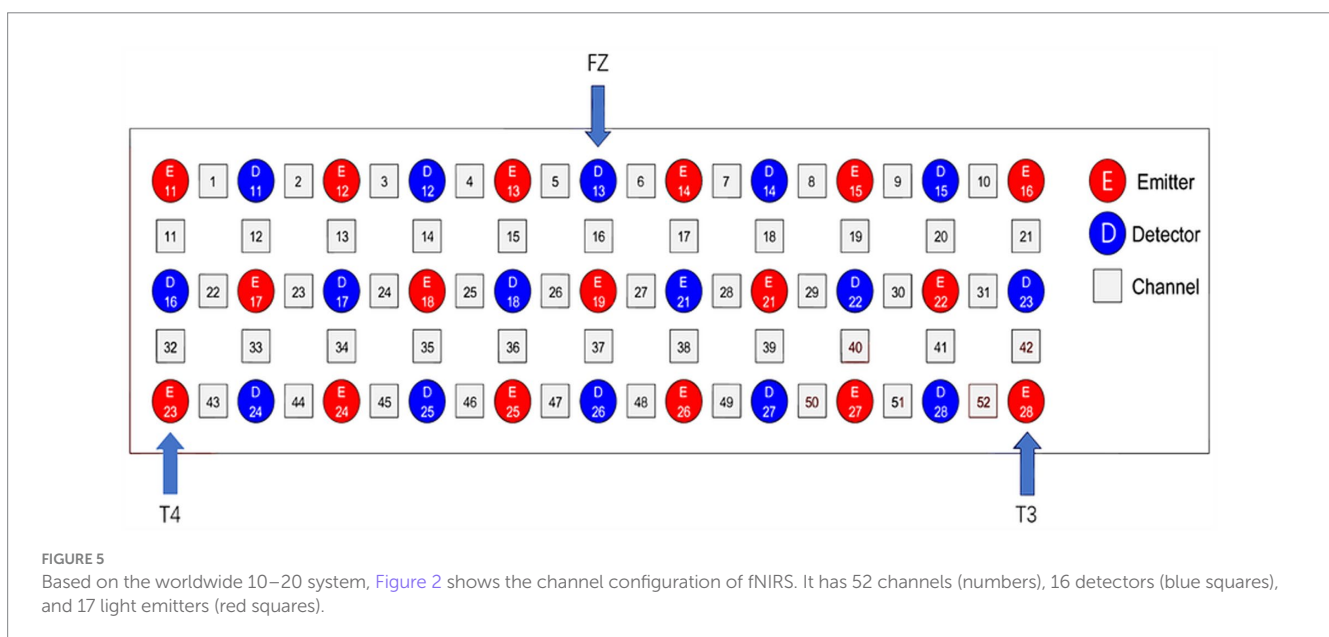 FZ
E 11 1 D 11 2 E 12 3 D 12 4 E 13 5 D 13 6 E 14 7 D 14 8 E 15 9 D 15 10 E 16
E Emitter
11 12 13 14 15 16 17 18 19 20 21
D Detector
D 16 22 E 17 23 D 17 24 E 18 25 D 18 26 E 19 27 E 21 28 E 21 29 D 22 30 E 22 31 D 23
Channel
32 33 34 35 36 37 38 39 40 41 42
E 23 43 D 24 44 E 24 45 D 25 46 E 25 47 D 26 48 E 26 49 D 27 50 E 27 51 D 28 52 E 28
T4 T3
FIGURE 5
Based on the worldwide 10–20 system, Figure 2 shows the channel configuration of fNIRS. It has 52 channels (numbers), 16 detectors (blue squares),
and 17 light emitters (red squares).